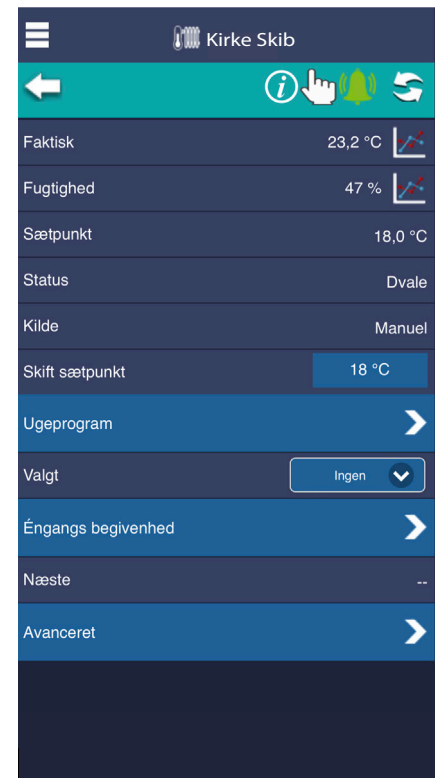 Kirke Skib
Faktisk 23,2 °C
Fugtighed 47 %
Sætpunkt 18,0 °C
Status Dvale
Kilde Manuel
Skift sætpunkt 18 °C
Ugeprogram
Valgt Ingen
Éngangs begivenhed
Næste --
Avanceret